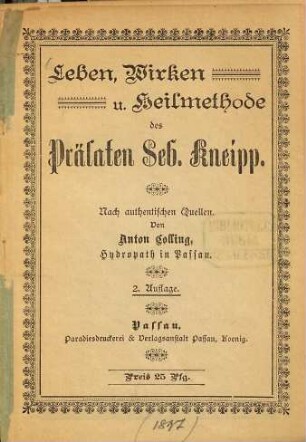 Leben, Wirken
u. Heilmethode
des
Prälaten Seb. Kneipp.
Nach authentischen Quellen.
Von
Anton Colling,
Hydropath in Passau.
2. Auflage.
Passau.
Paradiesdruckerei & Verlagsanstalt Passau, Koenig.
Preis 25 Pfg.
(1897)